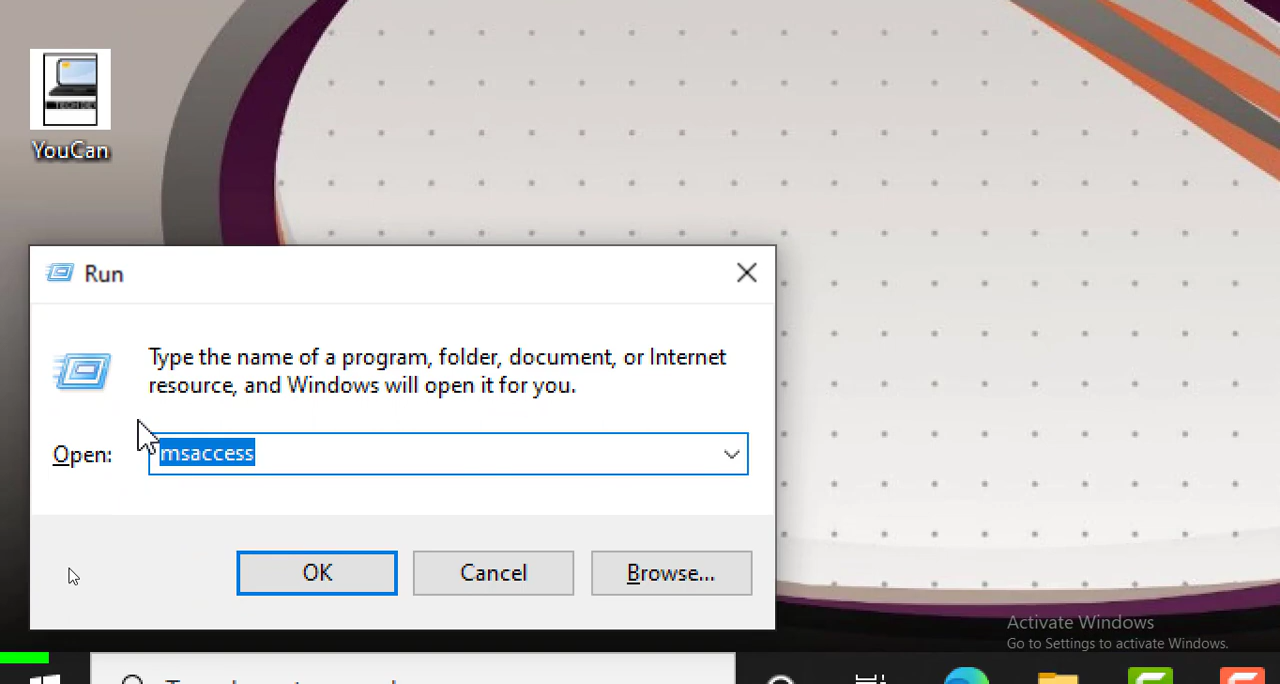 YouCan
Run
Type the name of a program, folder, document, or Internet
resource, and Windows will open it for you.
Open:
msaccess
OK
Cancel
Browse...
Activate Windows
Go to Settings to activate Windows.